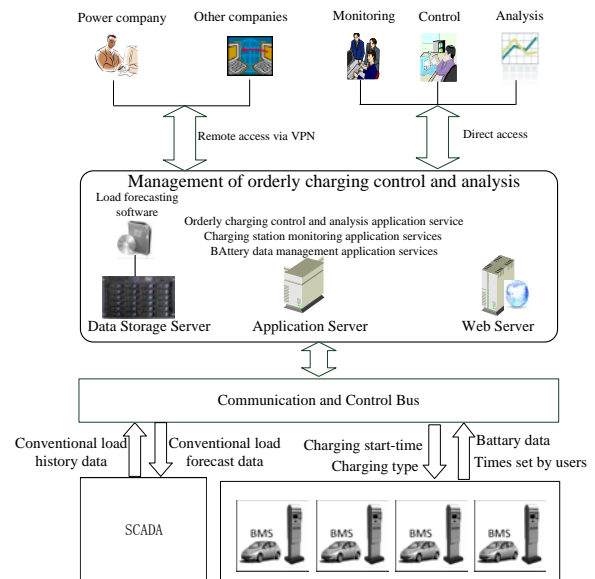 Power company
Other companies
Monitoring
Control
Analysis
Remote access via VPN
Direct access
Management of orderly charging control and analysis
Load forecasting
software
Orderly charging control and analysis application service
Charging station monitoring application services
BAttery data management application services
Data Storage Server
Application Server
Web Server
Communication and Control Bus
Conventional load
history data
Conventional load
forecast data
Charging start-time
Charging type
Battary data
Times set by users
SCADA
BMS
BMS
BMS
BMS